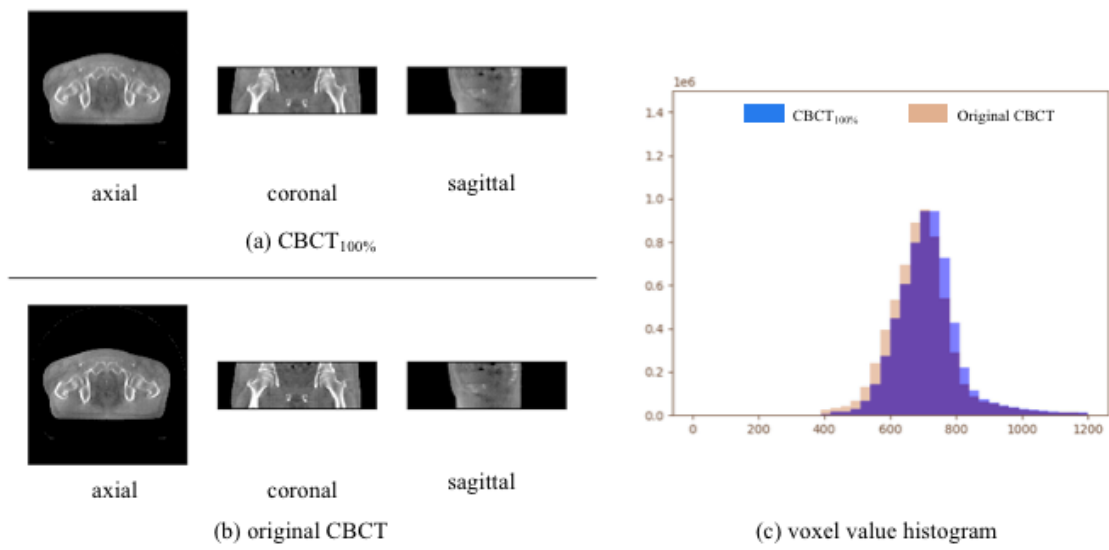 axial
coronal
sagittal
(a) CBCT100%
axial
coronal
sagittal
(b) original CBCT
1e6
CBCT100%
Original CBCT
1.4
1.2
1.0
0.8
0.6
0.4
0.2
0.0
0 200 400 600 800 1000 1200
(c) voxel value histogram